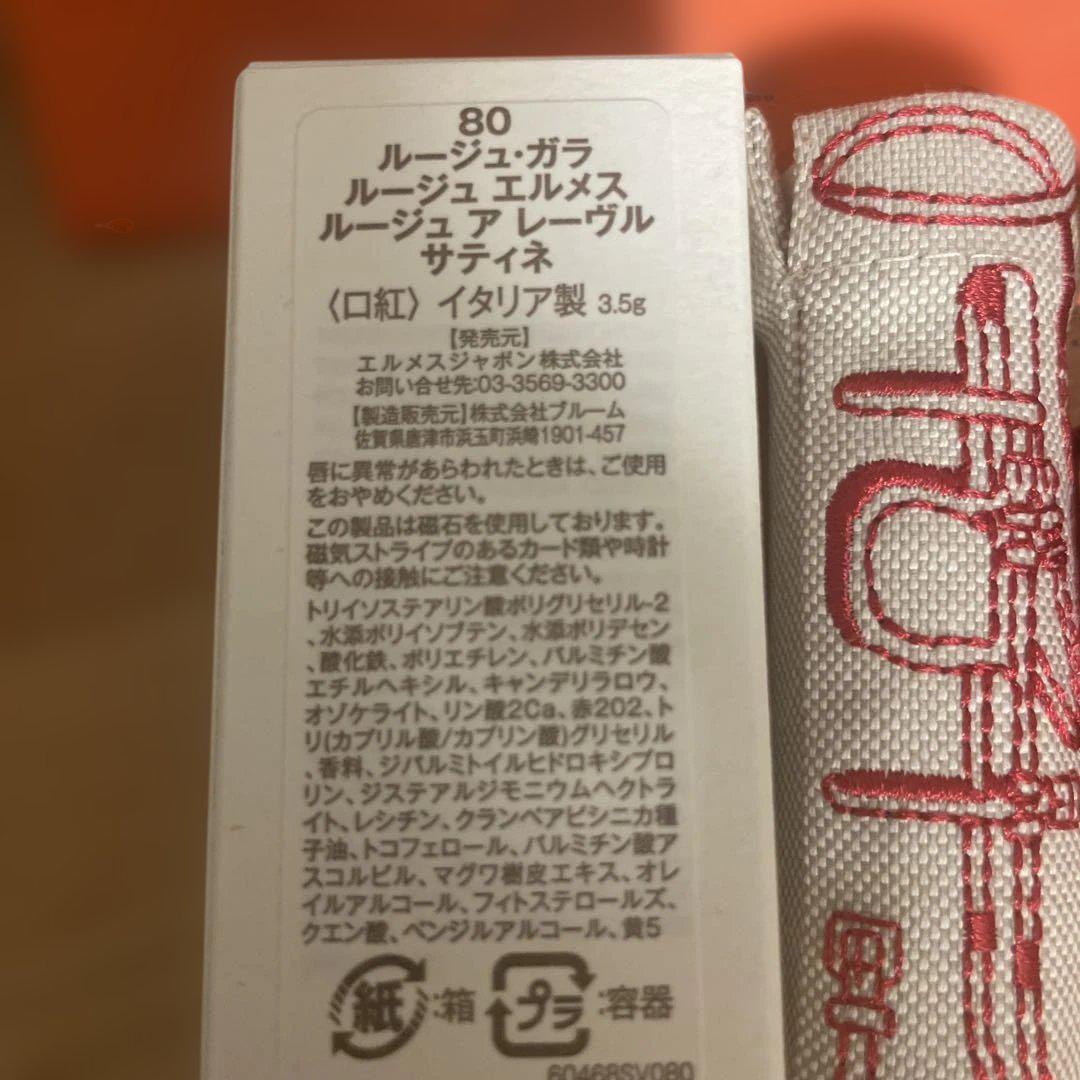 80
ルージュ・ガラ
ルージュ エルメス
ルージュ ア レーヴル
サティネ
〈口紅〉 イタリア製 3.5g
【発売元】
エルメスジャポン株式会社
お問い合せ先:03-3569-3300
【製造販売元】株式会社ブルーム
佐賀県唐津市浜玉町浜崎1901-457
唇に異常があらわれたときは、ご使用
をおやめください。
この製品は磁石を使用しております。
磁気ストライプのあるカード類や時計
等への接触にご注意ください。
トリイソステアリン酸ポリグリセリル-2
、水添ポリイソブテン、水添ポリデセン
、酸化鉄、ポリエチレン、パルミチン酸
エチルヘキシル、キャンデリラロウ、
オゾケライト、リン酸2Ca、赤202、ト
リ(カプリル酸/カプリン酸)グリセリル
、香料、ジパルミトイルヒドロキシプロ
リン、ジステアルジモニウムヘクトラ
イト、レシチン、クランベアビシニカ種
子油、トコフェロール、パルミチン酸ア
スコルビル、マグワ樹皮エキス、オレ
イルアルコール、フィトステロールズ、
クエン酸、ベンジルアルコール、黄5
紙 :箱 プラ :容器
60468SV080